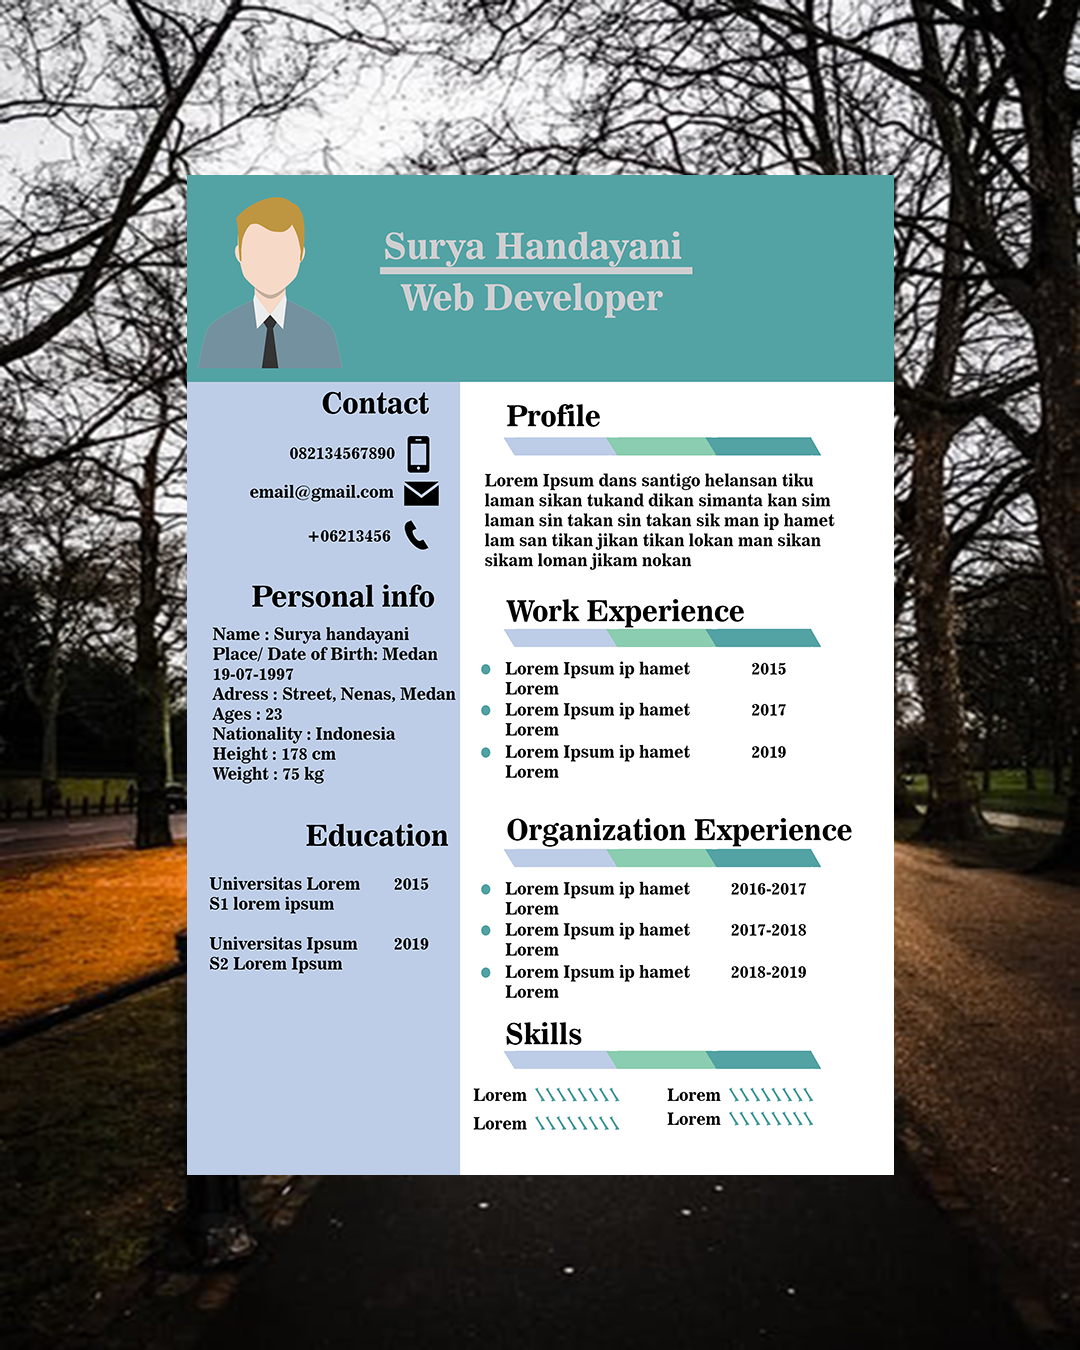 Surya Handayani
Web Developer
Contact
082134567890
email@gmail.com
+06213456
Personal info
Name : Surya handayani
Place/ Date of Birth: Medan
19-07-1997
Adress : Street, Nenas, Medan
Ages : 23
Nationality : Indonesia
Height : 178 cm
Weight : 75 kg
Education
Universitas Lorem 2015
S1 lorem ipsum
Universitas Ipsum 2019
S2 Lorem Ipsum
Profile
Lorem Ipsum dans santigo helansan tiku
laman sikan tukand dikan simanta kan sim
laman sin takan sin takan sik man ip hamet
lam san tikan jikan tikan lokan man sikan
sikam loman jikam nokan
Work Experience
Lorem Ipsum ip hamet 2015
Lorem
Lorem Ipsum ip hamet 2017
Lorem
Lorem Ipsum ip hamet 2019
Lorem
Organization Experience
Lorem Ipsum ip hamet 2016-2017
Lorem
Lorem Ipsum ip hamet 2017-2018
Lorem
Lorem Ipsum ip hamet 2018-2019
Lorem
Skills
Lorem \\\\\\\\ Lorem \\\\\\\\
Lorem \\\\\\\\ Lorem \\\\\\\\